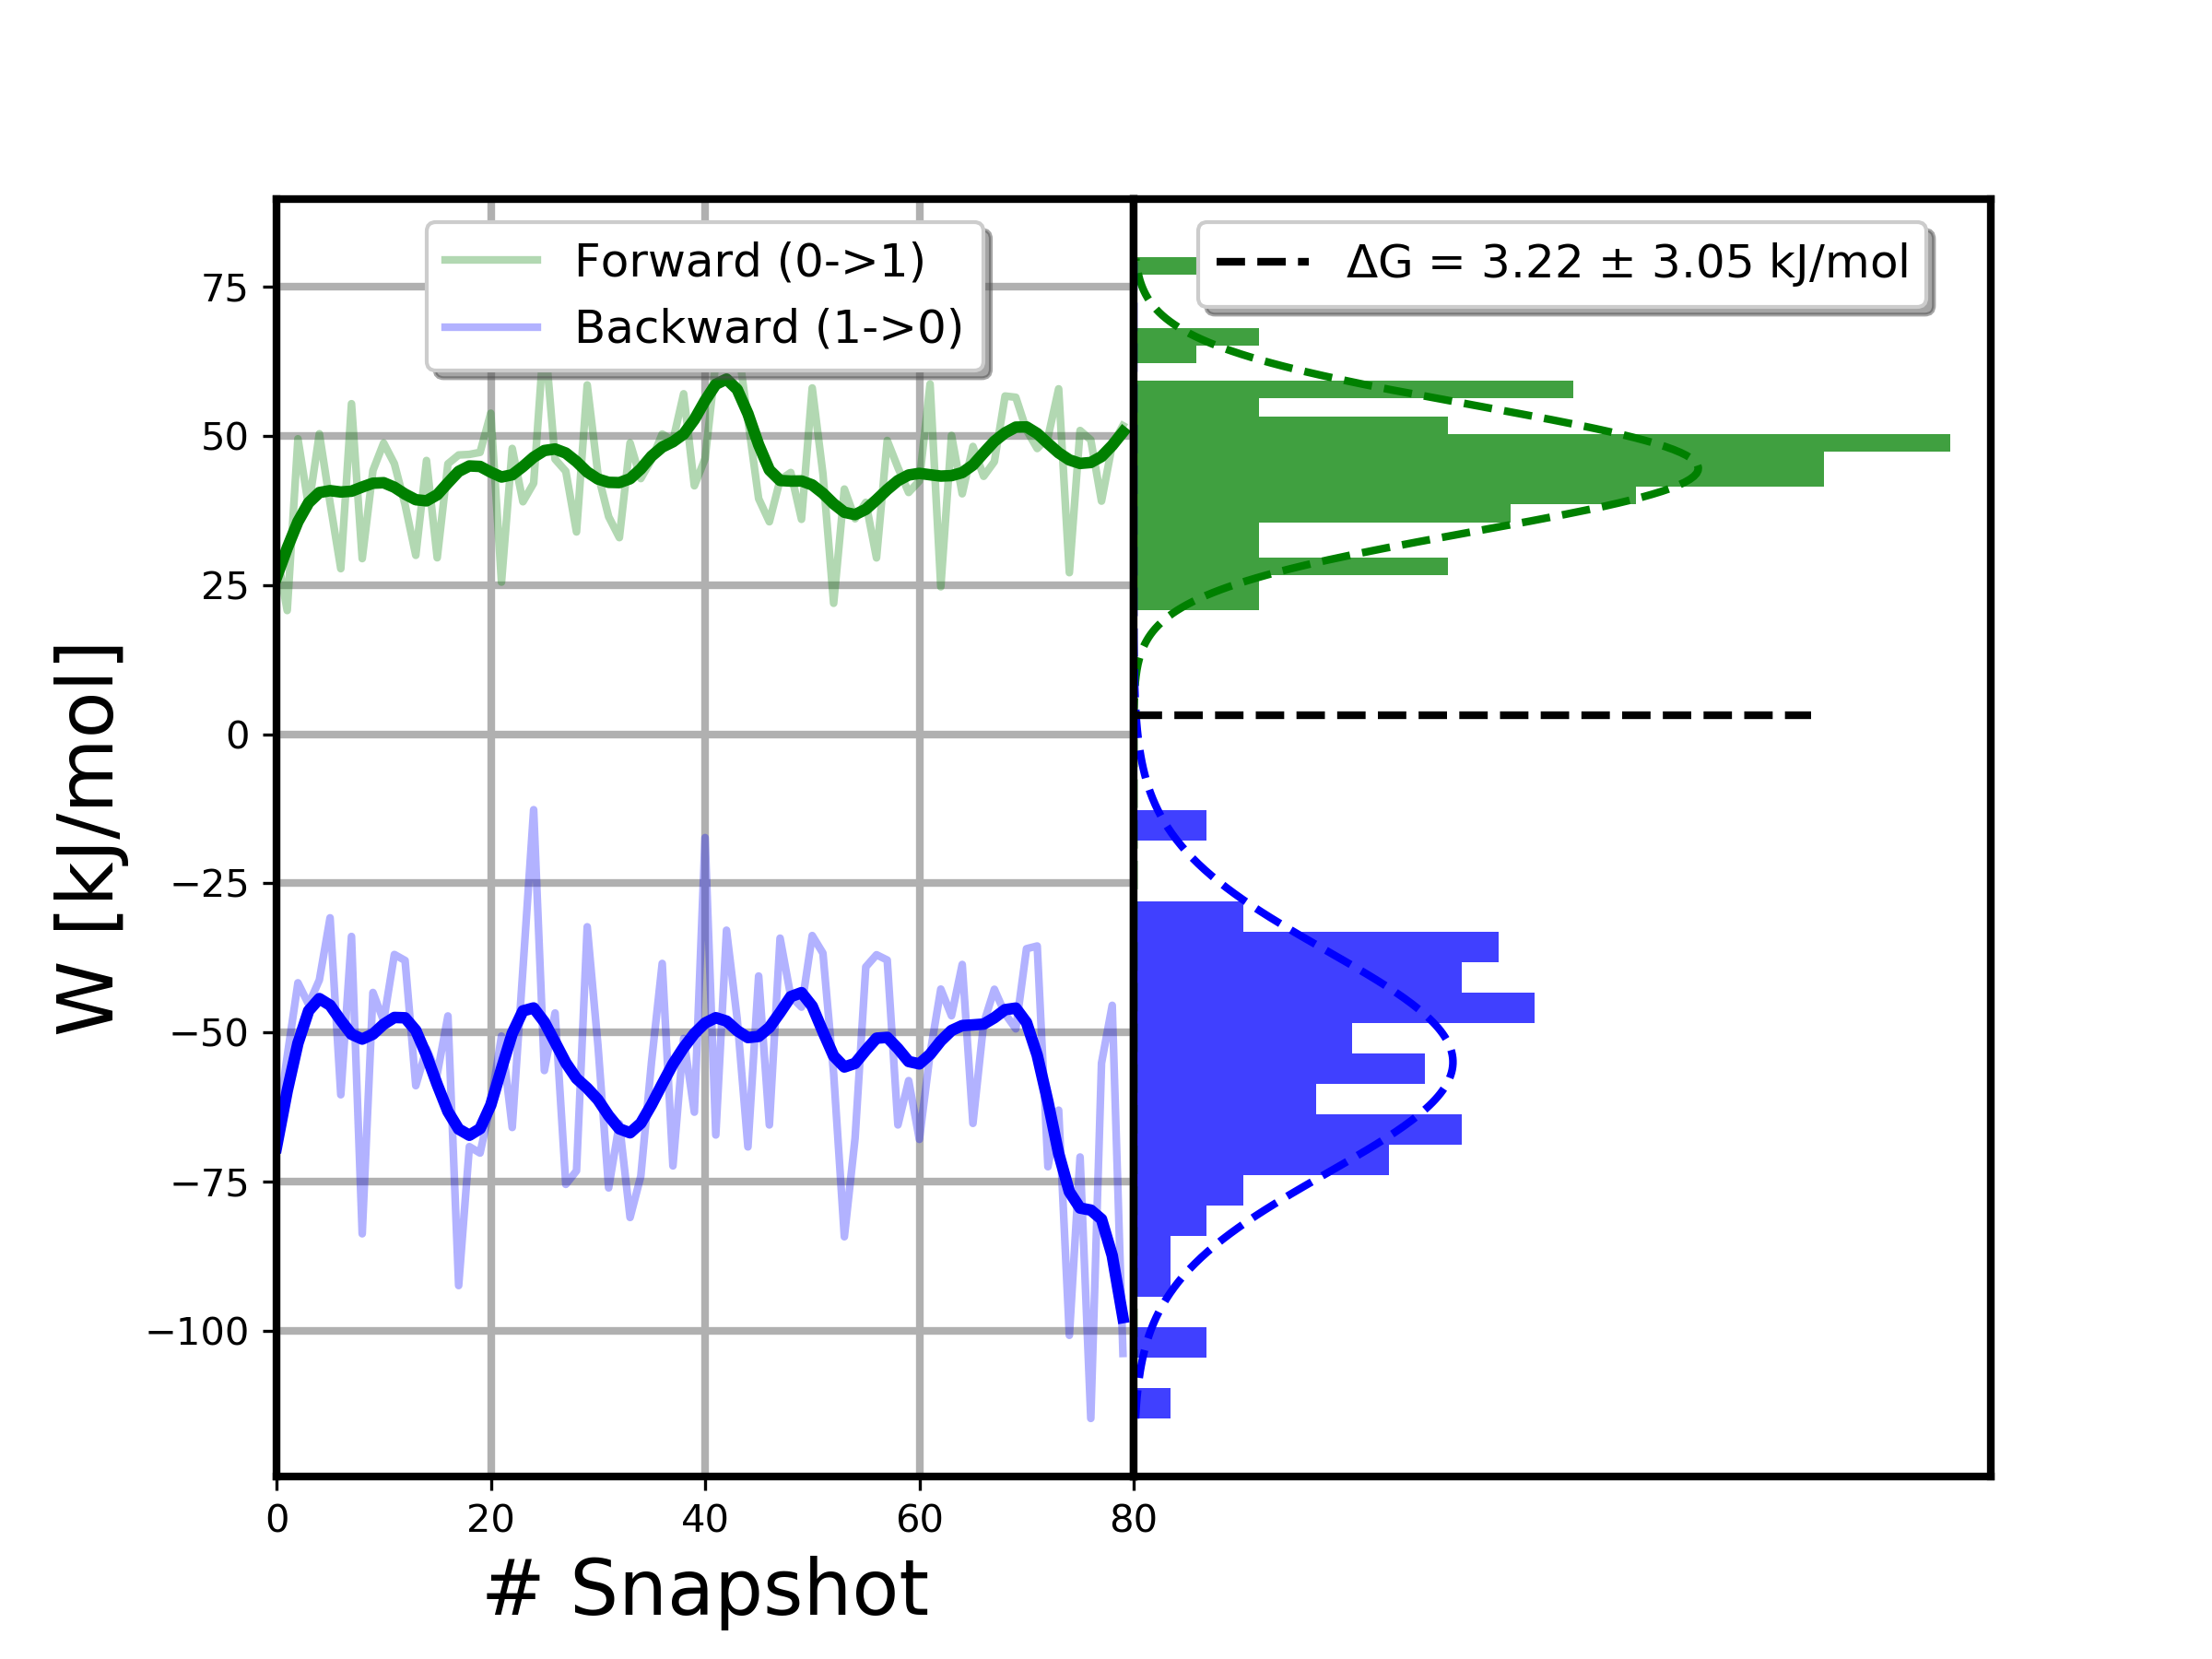 Forward (0->1)
Backward (1->0)
ΔG = 3.22 ± 3.05 kJ/mol
75
50
25
0
−25
−50
−75
−100
W [kJ/mol]
0 20 40 60 80
# Snapshot